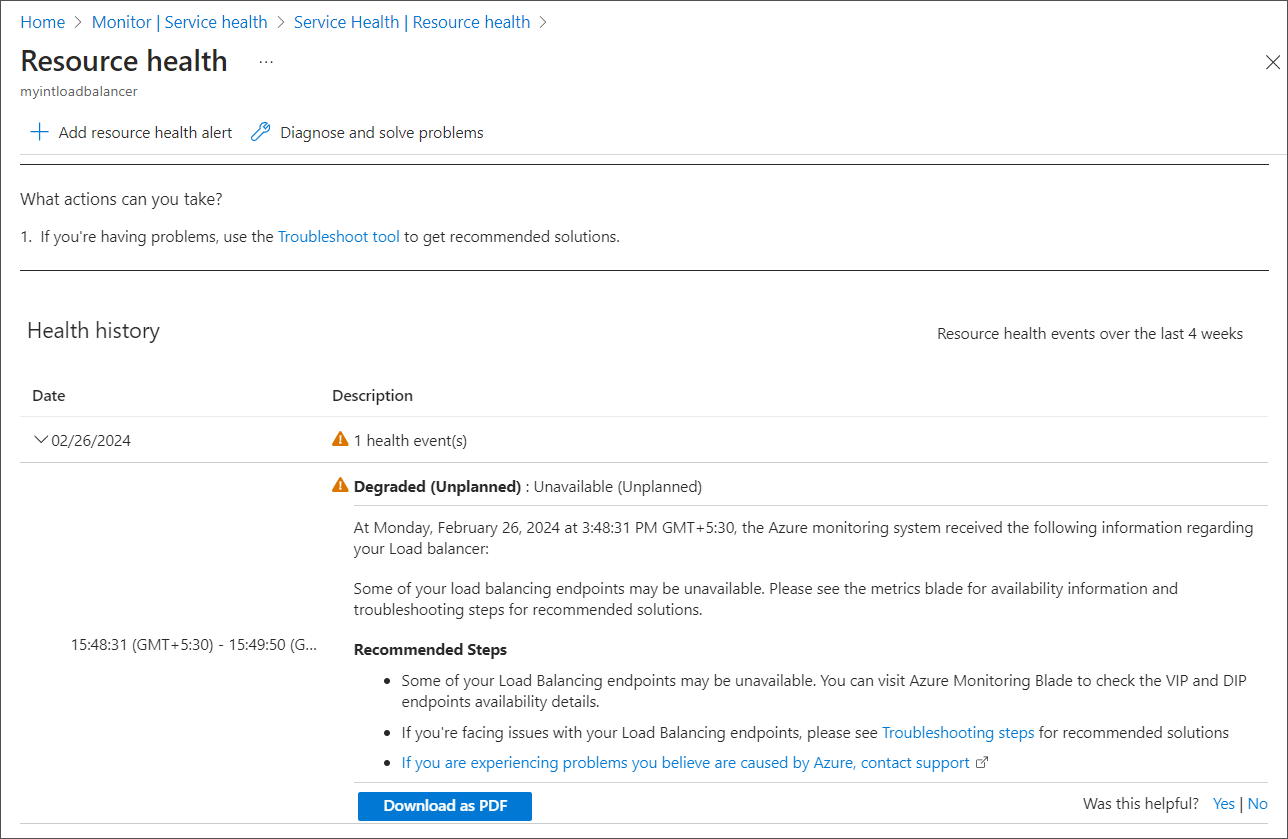 Home > Monitor | Service health > Service Health | Resource health >
Resource health ...
myintloadbalancer
Add resource health alert Diagnose and solve problems
What actions can you take?
1. If you're having problems, use the Troubleshoot tool to get recommended solutions.
Health history
Resource health events over the last 4 weeks
Date Description
02/26/2024 1 health event(s)
Degraded (Unplanned) : Unavailable (Unplanned)
At Monday, February 26, 2024 at 3:48:31 PM GMT+5:30, the Azure monitoring system received the following information regarding
your Load balancer:
Some of your load balancing endpoints may be unavailable. Please see the metrics blade for availability information and
troubleshooting steps for recommended solutions.
15:48:31 (GMT+5:30) - 15:49:50 (G...
Recommended Steps
• Some of your Load Balancing endpoints may be unavailable. You can visit Azure Monitoring Blade to check the VIP and DIP
endpoints availability details.
• If you're facing issues with your Load Balancing endpoints, please see Troubleshooting steps for recommended solutions
• If you are experiencing problems you believe are caused by Azure, contact support
Download as PDF
Was this helpful? Yes | No